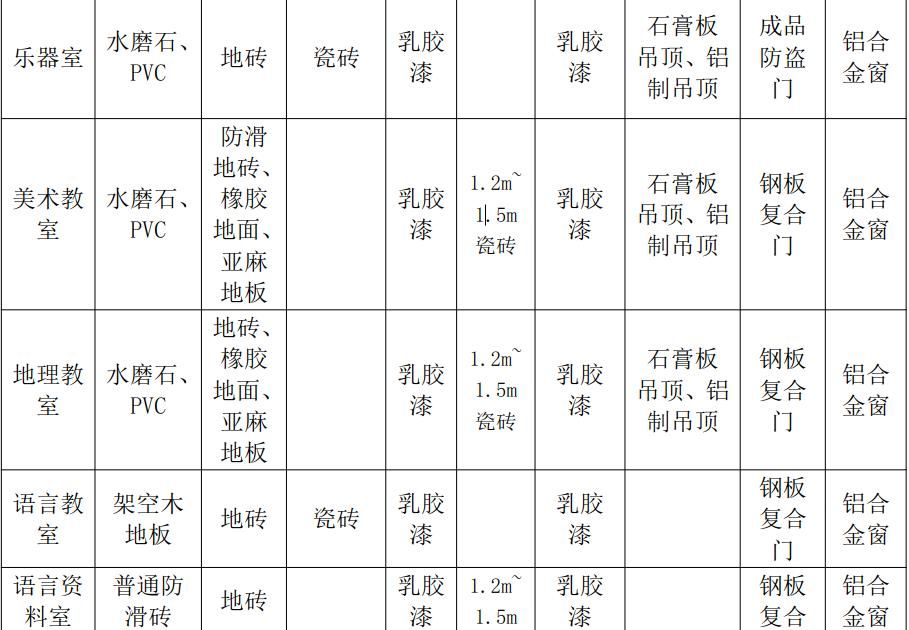 乐器室
水磨石、
PVC
地砖
瓷砖
乳胶
漆
乳胶
漆
石膏板
吊顶、铝
制吊顶
成品
防盗
门
铝合
金窗
美术教
室
水磨石、
PVC
防滑
地砖、
橡胶
地面、
亚麻
地板
乳胶
漆
1.2m~
1.5m
瓷砖
乳胶
漆
石膏板
吊顶、铝
制吊顶
钢板
复合
门
铝合
金窗
地理教
室
水磨石、
PVC
地砖、
橡胶
地面、
亚麻
地板
乳胶
漆
1.2m~
1.5m
瓷砖
乳胶
漆
石膏板
吊顶、铝
制吊顶
钢板
复合
门
铝合
金窗
语言教
室
架空木
地板
地砖
瓷砖
乳胶
漆
乳胶
漆
钢板
复合
门
铝合
金窗
语言资
料室
普通防
滑砖
地砖
乳胶
漆
1.2m~
1.5m
乳胶
漆
钢板
复合
铝合
金窗